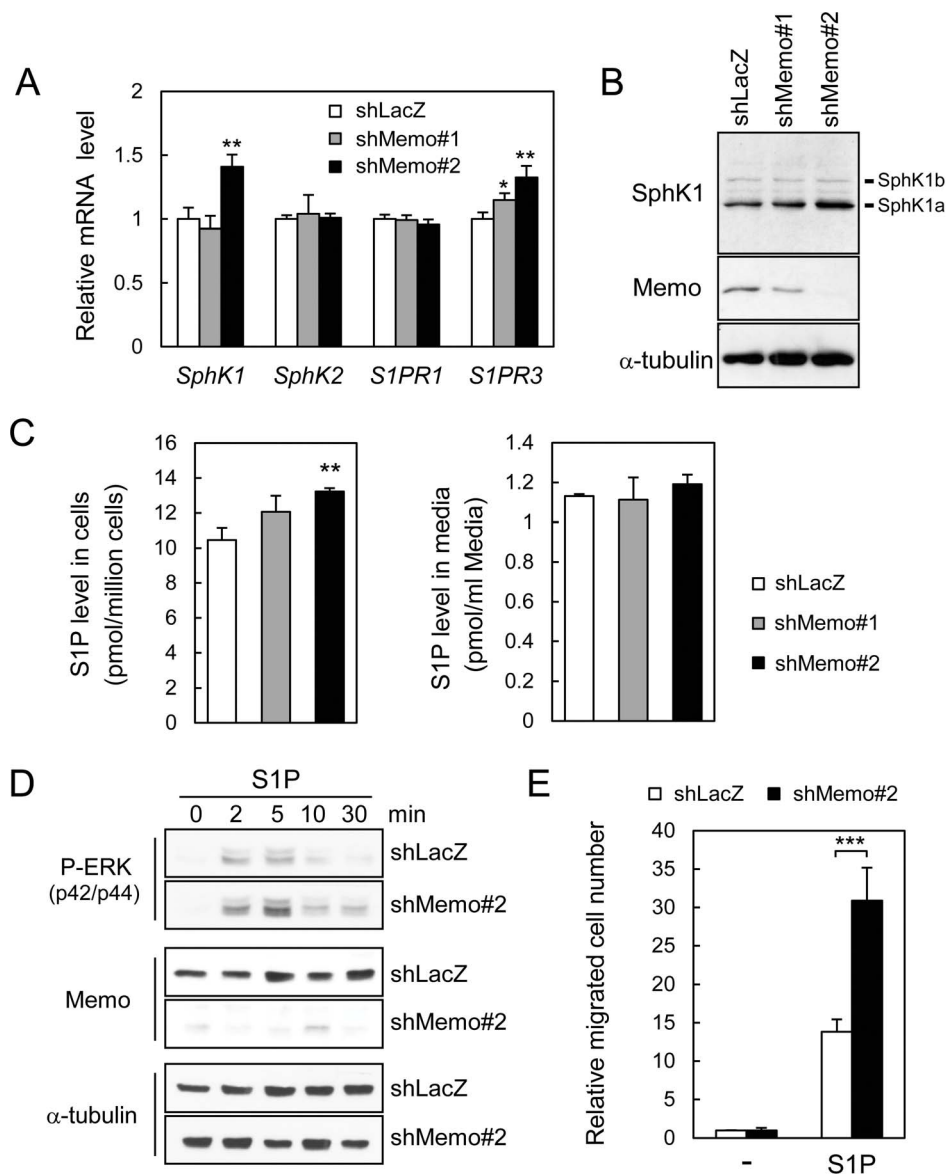 A
Relative mRNA level
2
1.5
1
0.5
0
shLacZ
shMemo#1
shMemo#2
**
*
**
SphK1
SphK2
S1PR1
S1PR3
B
shLacZ
shMemo#1
shMemo#2
SphK1
SphK1b
SphK1a
Memo
α-tubulin
C
S1P level in cells
(pmol/million cells)
16
14
12
10
8
6
4
2
0
**
S1P level in media
(pmol/ml Media)
1.4
1.2
1
0.8
0.6
0.4
0.2
0
shLacZ
shMemo#1
shMemo#2
D
S1P
0 2 5 10 30 min
P-ERK
(p42/p44)
shLacZ
shMemo#2
Memo
shLacZ
shMemo#2
α-tubulin
shLacZ
shMemo#2
E
shLacZ shMemo#2
Relative migrated cell number
40
35
30
25
20
15
10
5
0
***
- S1P